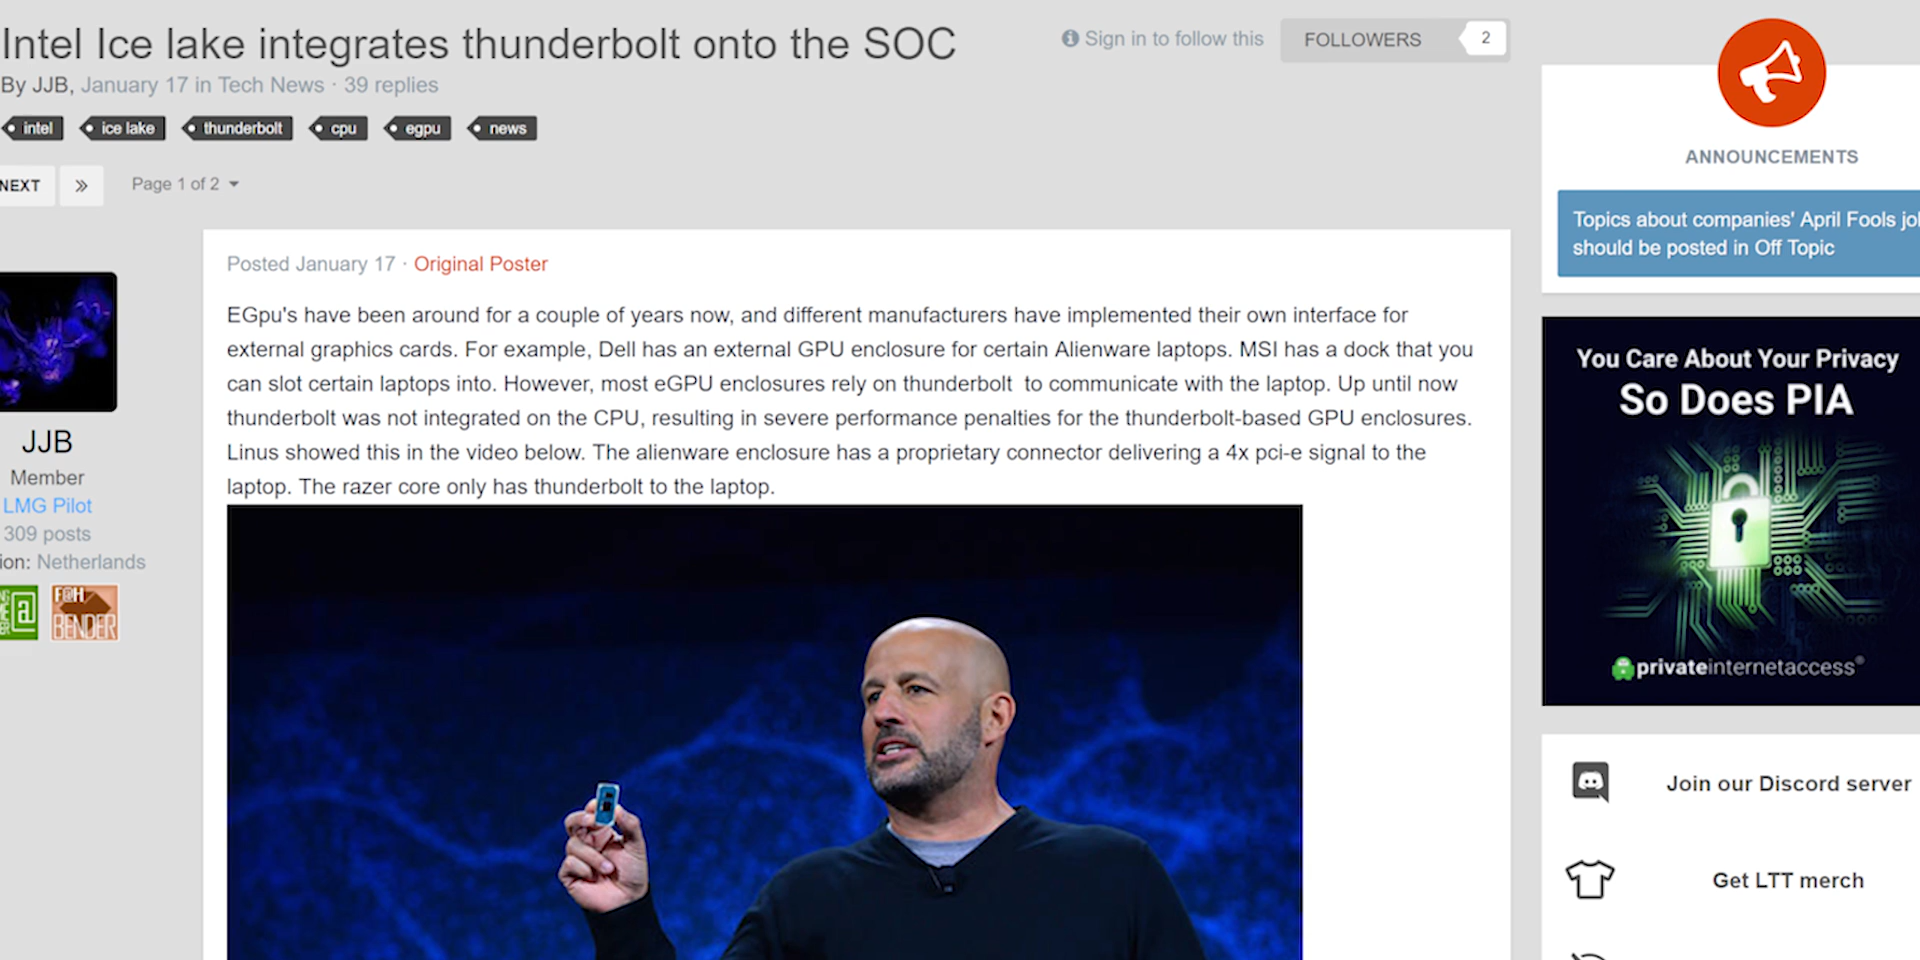 Intel Ice lake integrates thunderbolt onto the SOC
Sign in to follow this
FOLLOWERS
2
By JJB, January 17 in Tech News · 39 replies
intel
ice lake
thunderbolt
cpu
egpu
news
NEXT
Page 1 of 2
JJB
Member
LMG Pilot
309 posts
ion: Netherlands
F@H
BENDER
Posted January 17 · Original Poster
EGpu's have been around for a couple of years now, and different manufacturers have implemented their own interface for
external graphics cards. For example, Dell has an external GPU enclosure for certain Alienware laptops. MSI has a dock that you
can slot certain laptops into. However, most eGPU enclosures rely on thunderbolt to communicate with the laptop. Up until now
thunderbolt was not integrated on the CPU, resulting in severe performance penalties for the thunderbolt-based GPU enclosures.
Linus showed this in the video below. The alienware enclosure has a proprietary connector delivering a 4x pci-e signal to the
laptop. The razer core only has thunderbolt to the laptop.
ANNOUNCEMENTS
Topics about companies' April Fools jo
should be posted in Off Topic
You Care About Your Privacy
So Does PIA
privateinternetaccess®
Join our Discord server
Get LTT merch